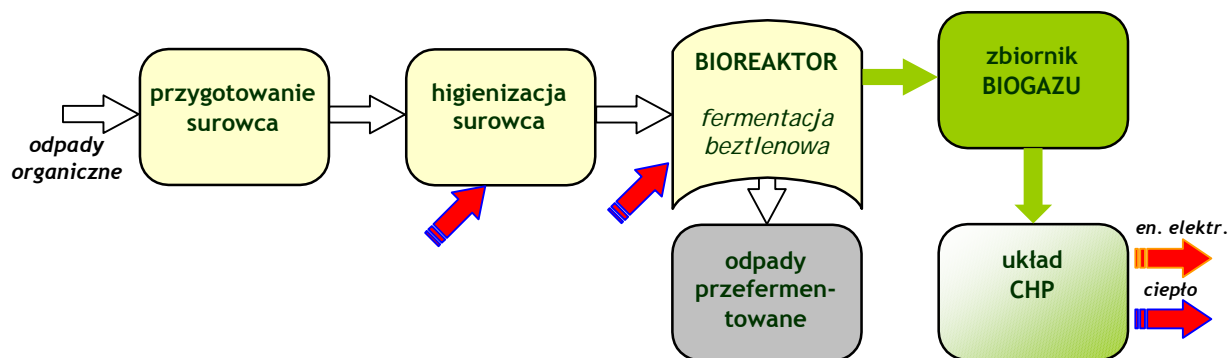 odpady
organiczne
przygotowanie
surowca
higienizacja
surowca
BIOREAKTOR
fermentacja
beztlenowa
odpady
przefermen-
towane
zbiornik
BIOGAZU
układ
CHP
en. elektr.
ciepło